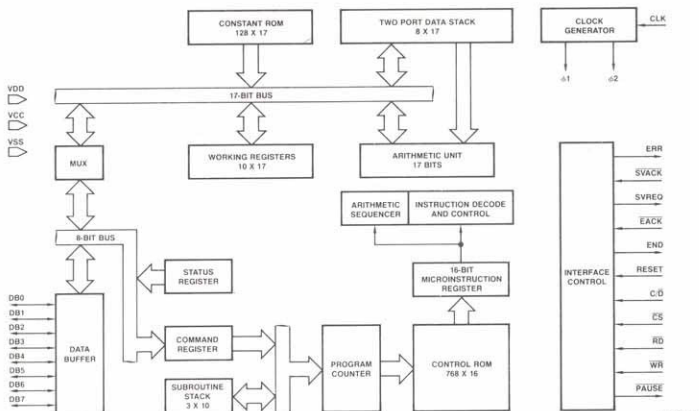 CONSTANT ROM
128 X 17
TWO PORT DATA STACK
8 X 17
CLOCK
GENERATOR
CLK
ϕ1
ϕ2
VDD
VCC
VSS
17-BIT BUS
MUX
WORKING REGISTERS
10 X 17
ARITHMETIC UNIT
17 BITS
ARITHMETIC
SEQUENCER
INSTRUCTION DECODE
AND CONTROL
8-BIT BUS
STATUS
REGISTER
16-BIT
MICROINSTRUCTION
REGISTER
INTERFACE
CONTROL
ERR
SVACK
SVREQ
EACK
END
RESET
C/D
CS
RD
WR
PAUSE
DB0
DB1
DB2
DB3
DB4
DB5
DB6
DB7
DATA
BUFFER
COMMAND
REGISTER
SUBROUTINE
STACK
3 X 10
PROGRAM
COUNTER
CONTROL ROM
768 X 16